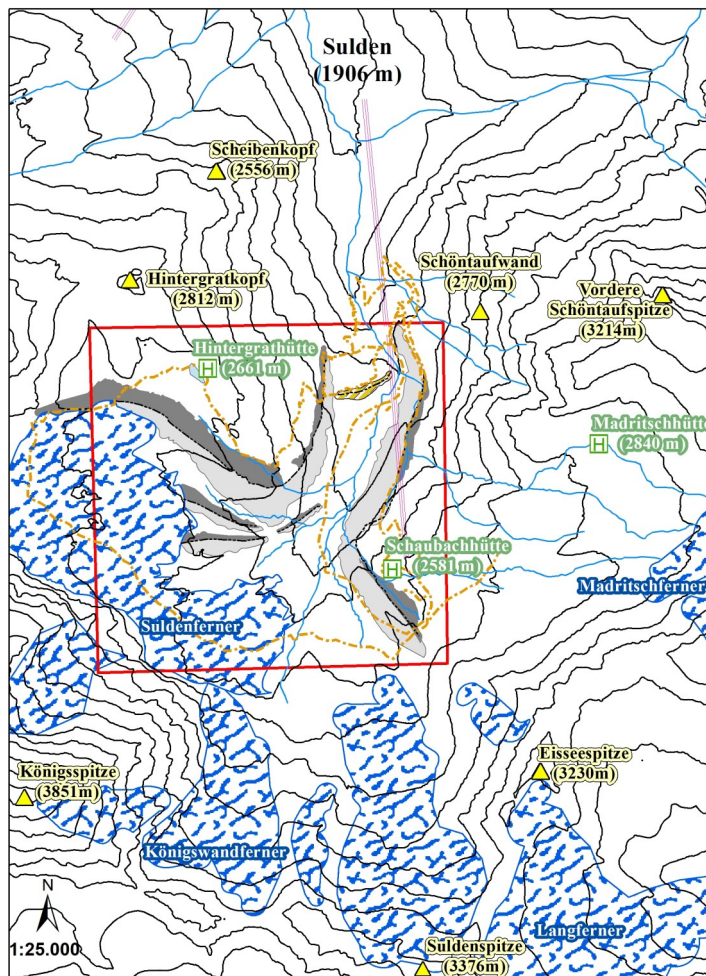 Sulden
(1906 m)
Scheibenkopf
(2556 m)
Schöntaufwand
(2770 m)
Hintergratkopf
(2812 m)
Vordere
Schöntaufspitze
(3214m)
Hintergrathütte
(2661 m)
Madritschhütte
(2840 m)
H
H
Schaubachhütte
(2581 m)
H
Madritschferner
Suldenferner
Eisseespitze
(3230m)
Königsspitze
(3851m)
Königswandferner
N
Langferner
1:25.000
Suldenspitze
(3376m)